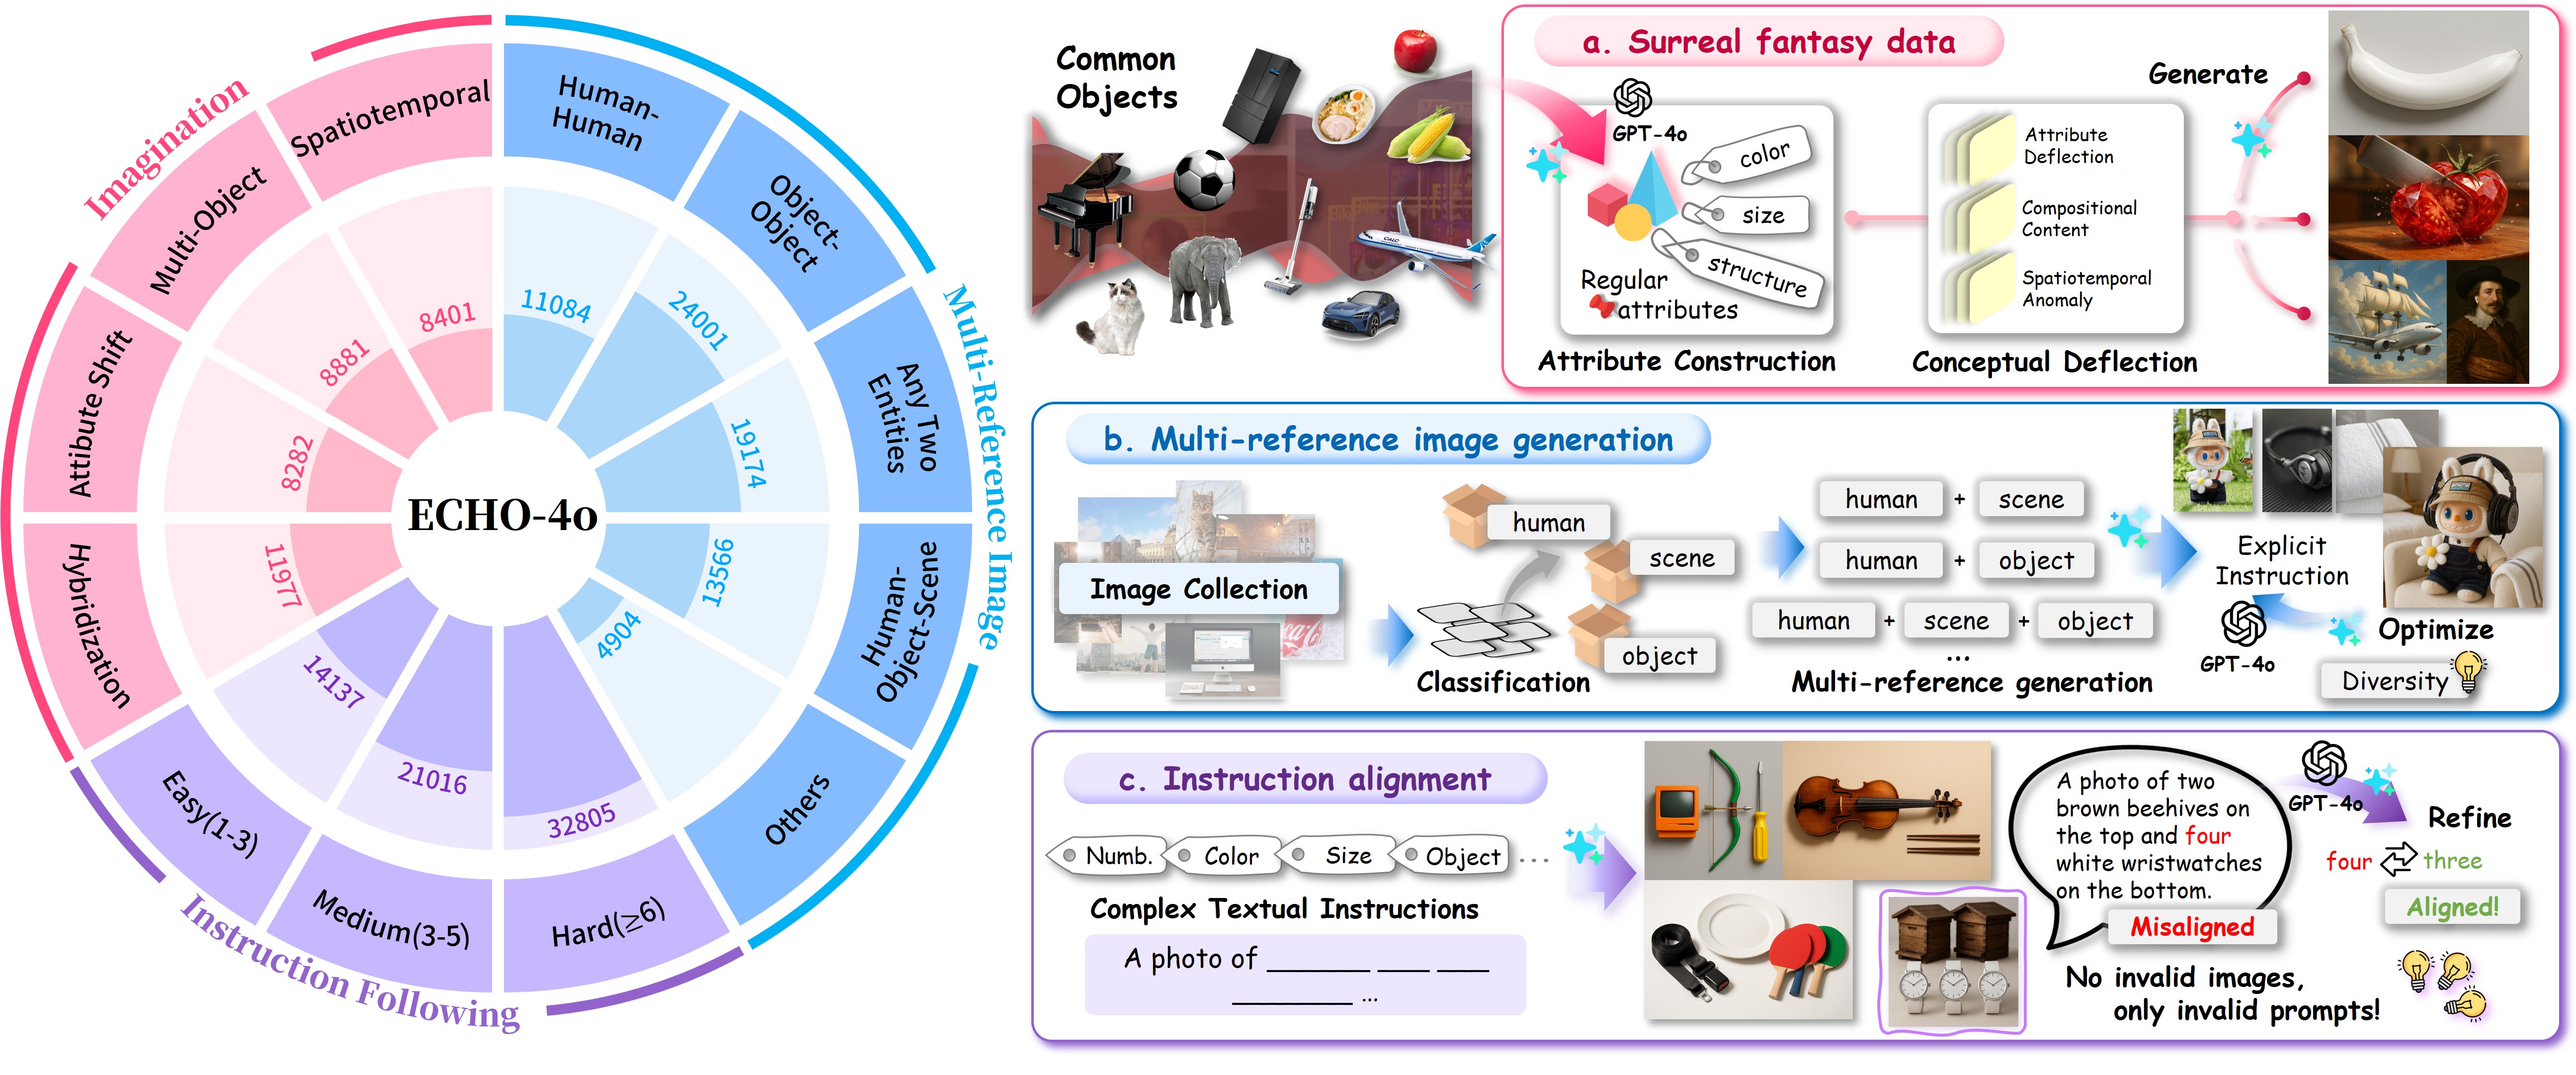 Imagination
Multi-Reference Image
Instruction Following
Spatiotemporal
Human-
Human
Object-
Object
Any Two
Entities
Human-
Object-Scene
Others
Hard(≥6)
Medium(3-5)
Easy(1-3)
Hybridization
Attibute Shift
Multi-Object
8401
11084
24001
19174
13566
4904
32805
21016
14137
11977
8282
8881
ECHO-4o
Common
Objects
a. Surreal fantasy data
GPT-4o
color
size
structure
Regular
attributes
Attribute Construction
Attribute
Deflection
Compositional
Content
Spatiotemporal
Anomaly
Conceptual Deflection
Generate
b. Multi-reference image generation
Image Collection
human
scene
object
Classification
human + scene
human + object
human + scene + object
...
Multi-reference generation
Explicit
Instruction
GPT-4o
Optimize
Diversity
c. Instruction alignment
Numb. Color Size Object ...
Complex Textual Instructions
A photo of ________ ____ ____
_________ ...
A photo of two
brown beehives on
the top and four
white wristwatches
on the bottom.
Misaligned
GPT-4o
Refine
four three
Aligned!
No invalid images,
only invalid prompts!